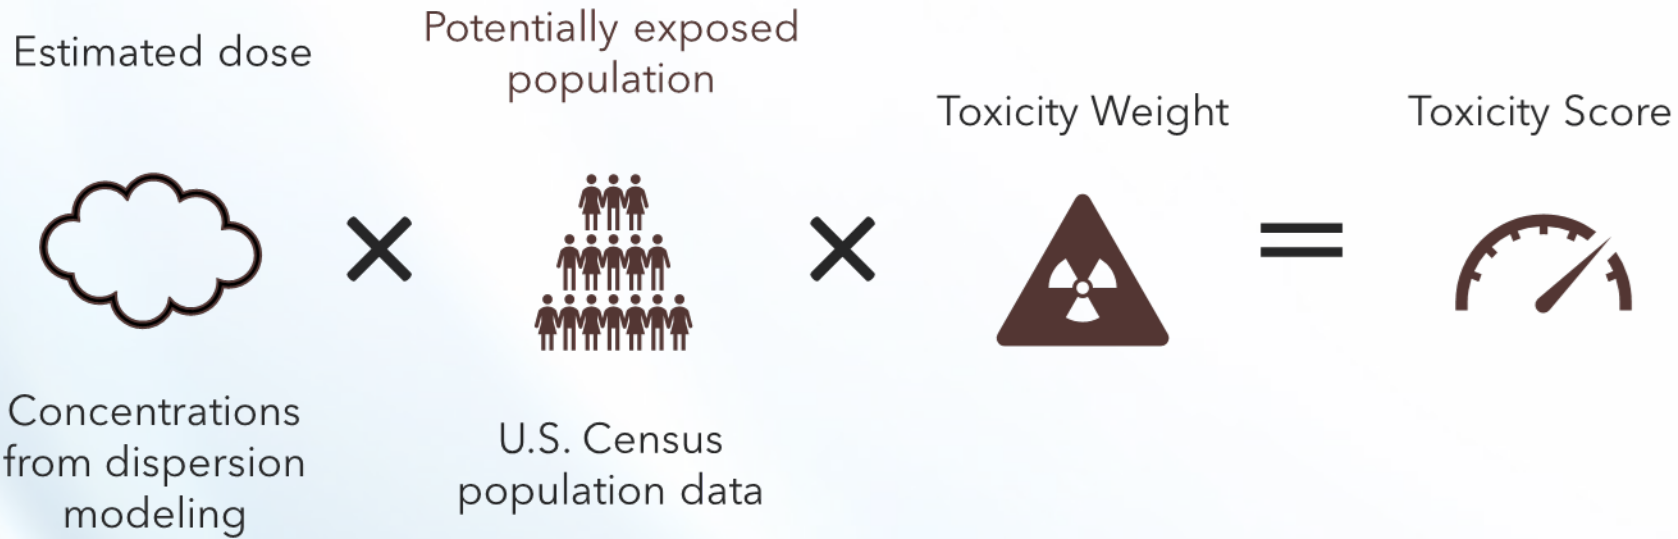 Estimated dose
Potentially exposed
population
Toxicity Weight
Toxicity Score
×
×
=
Concentrations
from dispersion
modeling
U.S. Census
population data